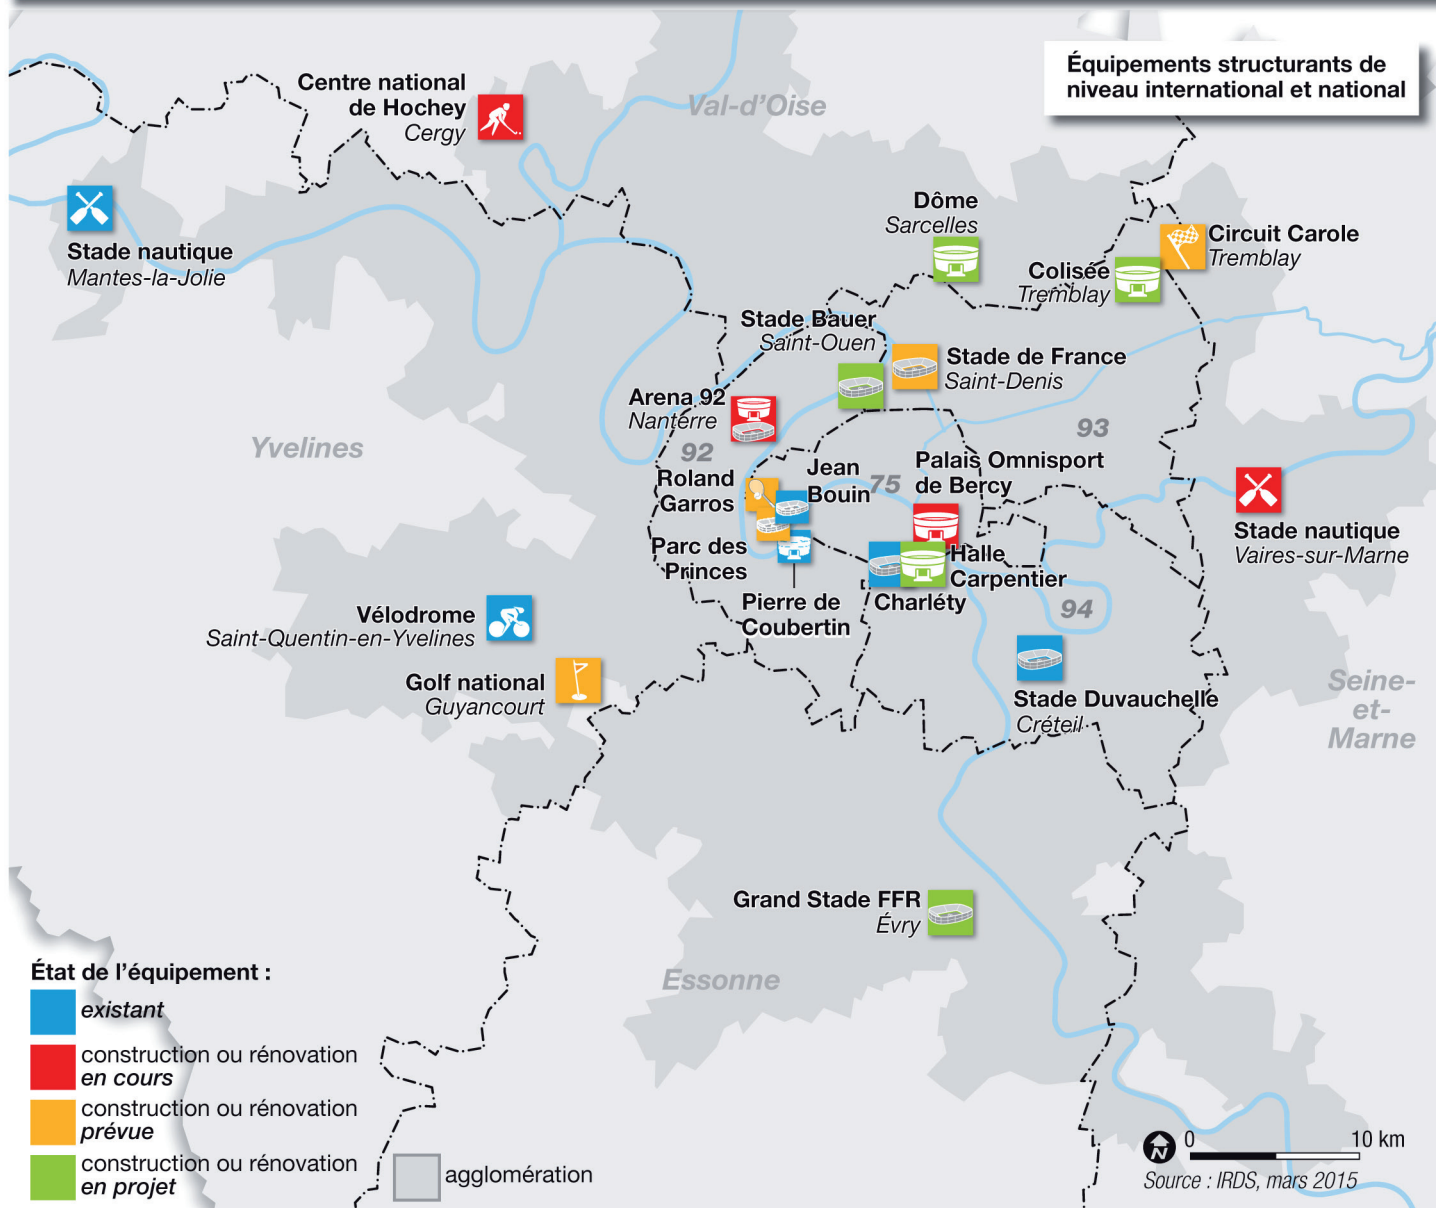 Équipements structurants de
niveau international et national
Centre national
de Hochey
Cergy
Val-d'Oise
Stade nautique
Mantes-la-Jolie
Dôme
Sarcelles
Circuit Carole
Tremblay
Colisée
Tremblay
Stade Bauer
Saint-Ouen
Stade de France
Saint-Denis
Arena 92
Nanterre
93
Yvelines
92
Roland
Garros
Jean
Bouin
75
Palais Omnisport
de Bercy
Stade nautique
Vaires-sur-Marne
Parc des
Princes
Halle
Carpentier
Pierre de
Coubertin
Charléty
94
Vélodrome
Saint-Quentin-en-Yvelines
Golf national
Guyancourt
Stade Duvauchelle
Créteil
Seine-
et-
Marne
Grand Stade FFR
Évry
Essonne
État de l'équipement :
existant
construction ou rénovation
en cours
construction ou rénovation
prévue
construction ou rénovation
en projet
agglomération
N
0 10 km
Source : IRDS, mars 2015